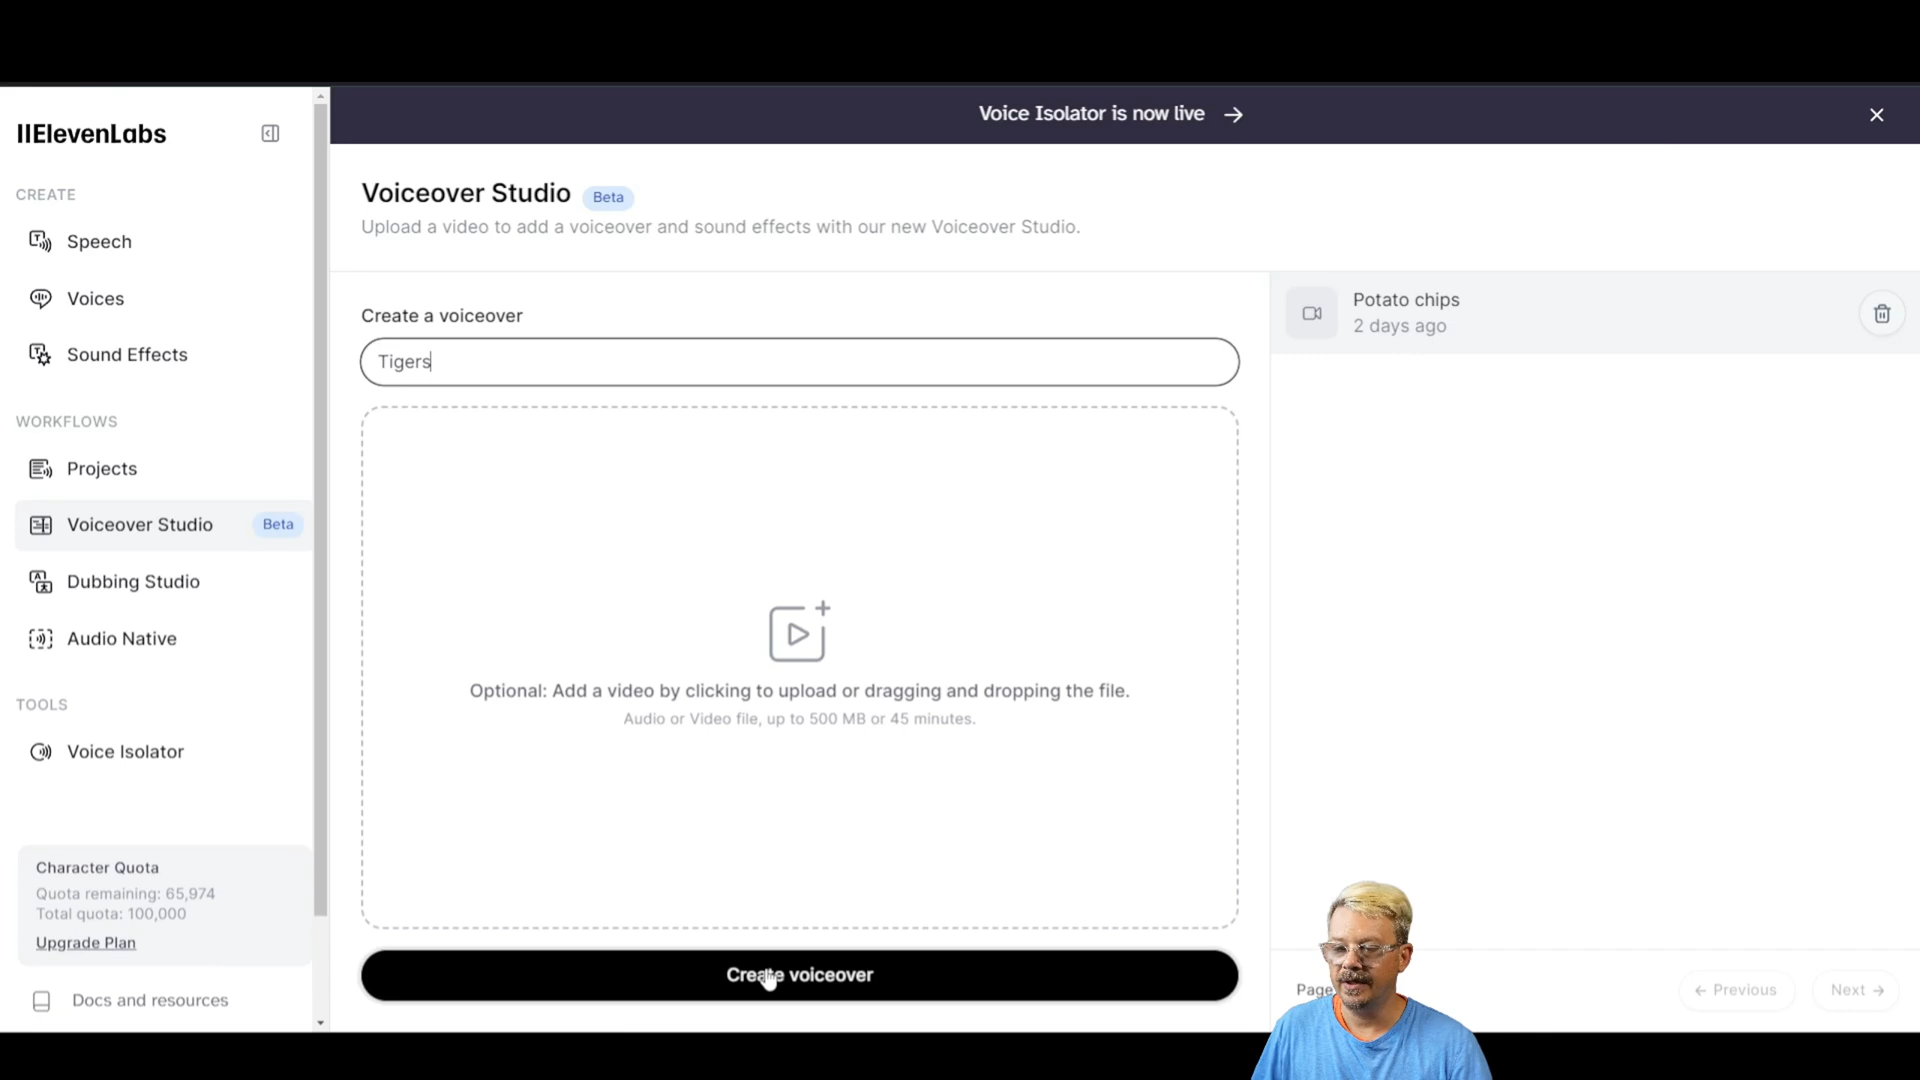 IIElevenLabs
CREATE
Speech
Voices
Sound Effects
WORKFLOWS
Projects
Voiceover Studio Beta
Dubbing Studio
Audio Native
TOOLS
Voice Isolator
Character Quota
Quota remaining: 65,974
Total quota: 100,000
Upgrade Plan
Docs and resources
Voice Isolator is now live →
Voiceover Studio Beta
Upload a video to add a voiceover and sound effects with our new Voiceover Studio.
Create a voiceover
Tigers
Optional: Add a video by clicking to upload or dragging and dropping the file.
Audio or Video file, up to 500 MB or 45 minutes.
Create voiceover
Potato chips
2 days ago
Page
← Previous
Next →